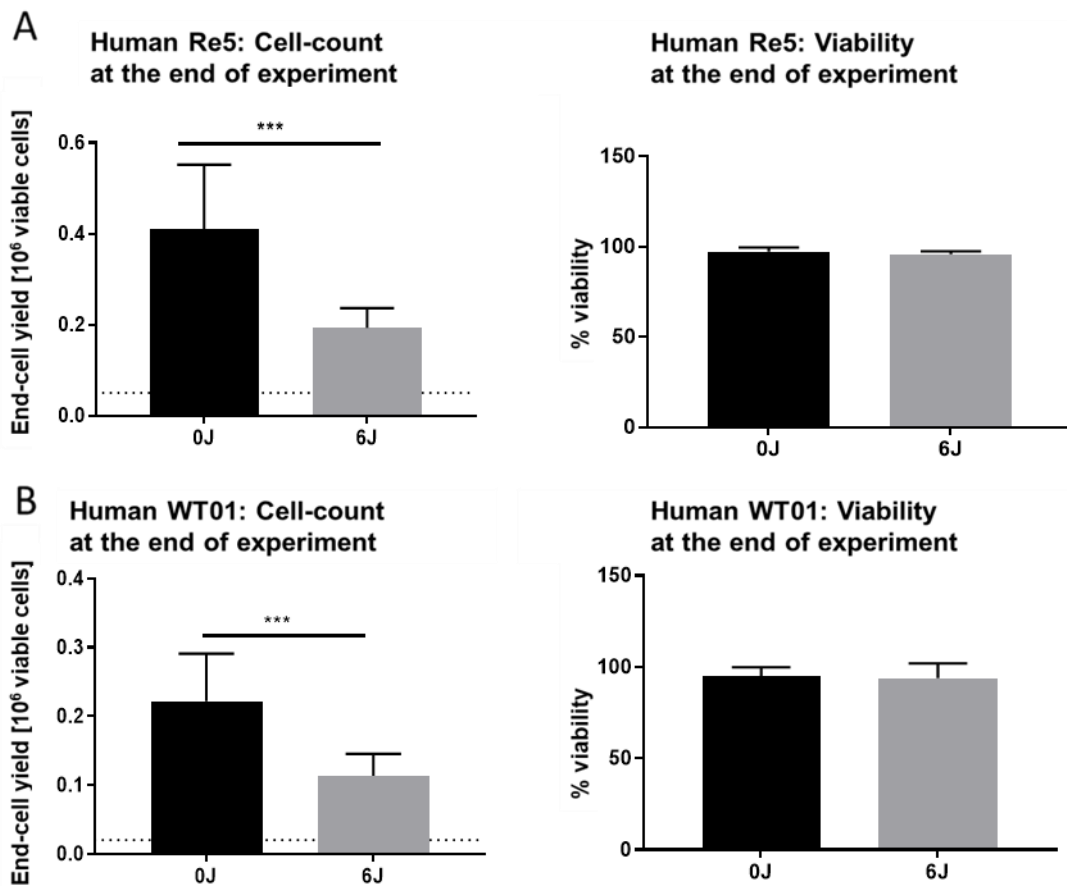 A
Human Re5: Cell-count
at the end of experiment
End-cell yield [10⁶ viable cells]
0.6
0.4
0.2
0.0
***
0J
6J
Human Re5: Viability
at the end of experiment
% viability
150
100
50
0
0J
6J
B
Human WT01: Cell-count
at the end of experiment
End-cell yield [10⁶ viable cells]
0.4
0.3
0.2
0.1
0.0
***
0J
6J
Human WT01: Viability
at the end of experiment
% viability
150
100
50
0
0J
6J